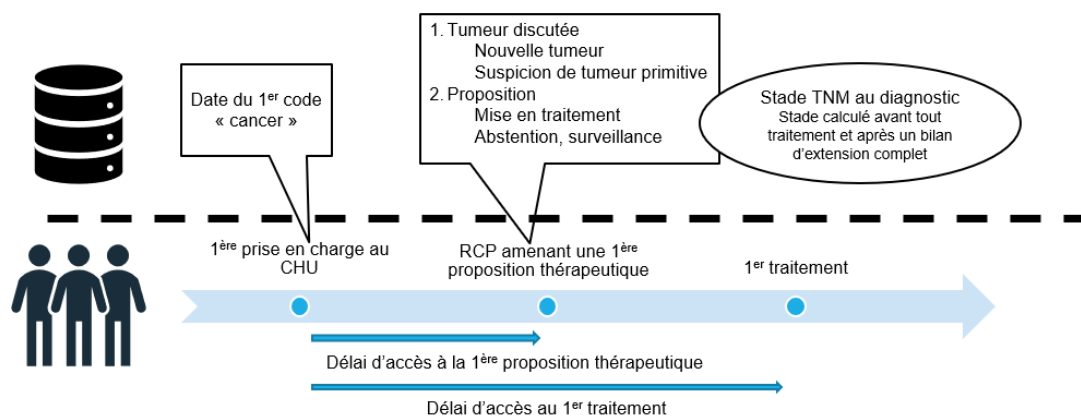 Date du 1er code
« cancer »
1. Tumeur discutée
Nouvelle tumeur
Suspicion de tumeur primitive
2. Proposition
Mise en traitement
Abstention, surveillance
Stade TNM au diagnostic
Stade calculé avant tout
traitement et après un bilan
d'extension complet
1ère prise en charge au
CHU
RCP amenant une 1ère
proposition thérapeutique
1er traitement
Délai d'accès à la 1ère proposition thérapeutique
Délai d'accès au 1er traitement